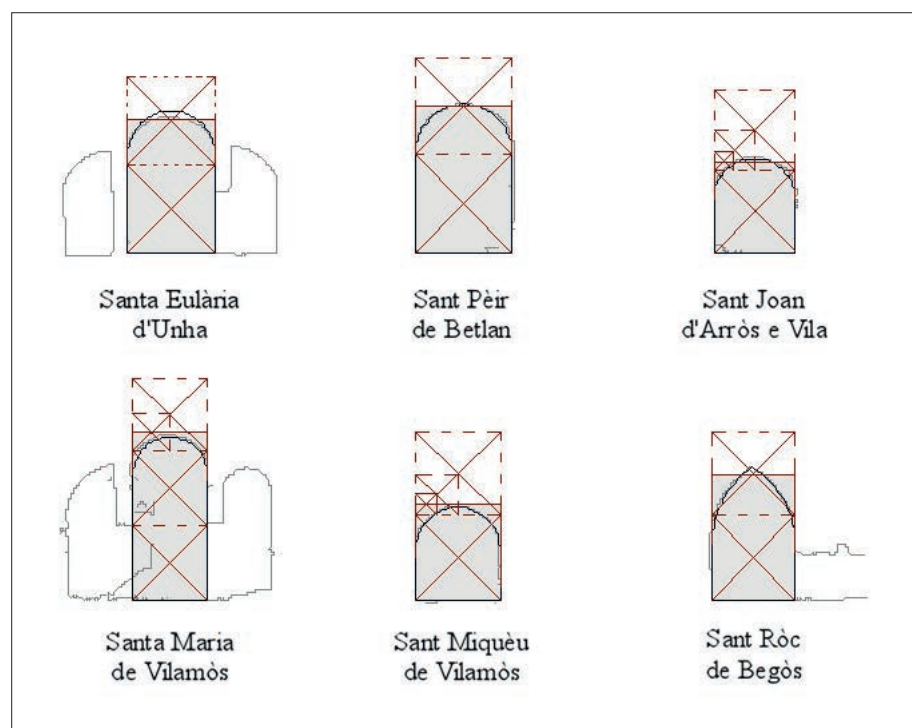 Santa Eulària
d'Unha
Sant Pèir
de Betlan
Sant Joan
d'Arròs e Vila
Santa Maria
de Vilamòs
Sant Miquèu
de Vilamòs
Sant Ròc
de Begòs